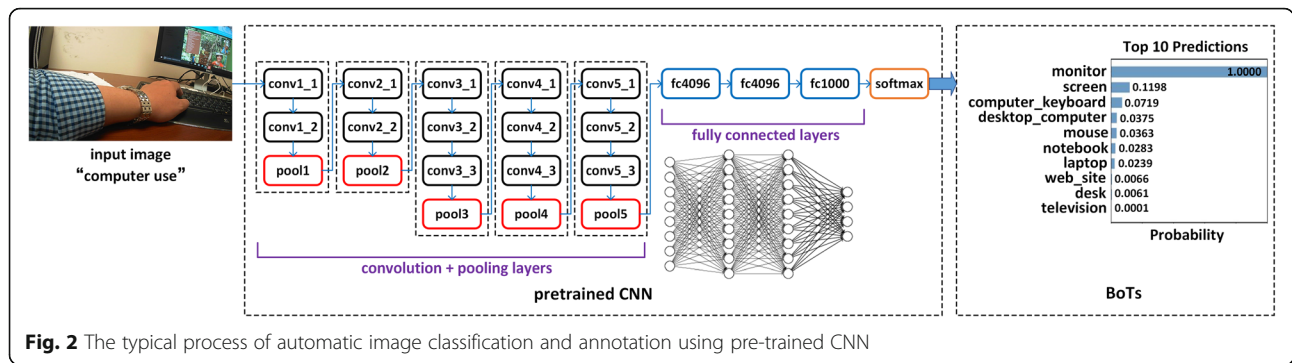 input image
“computer use”
conv1_1
conv1_2
pool1
conv2_1
conv2_2
pool2
conv3_1
conv3_2
conv3_3
pool3
conv4_1
conv4_2
conv4_3
pool4
conv5_1
conv5_2
conv5_3
pool5
convolution + pooling layers
fc4096
fc4096
fc1000
softmax
fully connected layers
pretrained CNN
Top 10 Predictions
monitor 1.0000
screen 0.1198
computer_keyboard 0.0719
desktop_computer 0.0375
mouse 0.0363
notebook 0.0283
laptop 0.0239
web_site 0.0066
desk 0.0061
television 0.0001
Probability
BoTs
Fig. 2 The typical process of automatic image classification and annotation using pre-trained CNN